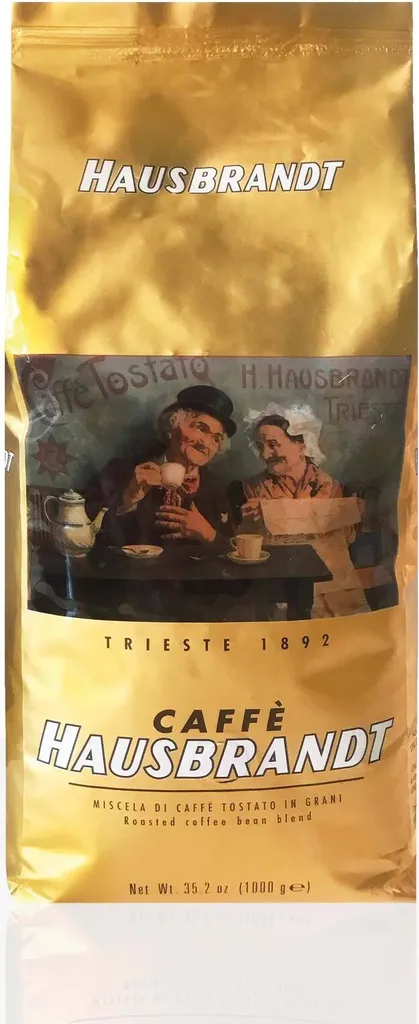 HAUSBRANDT
Caffè Tostato
H. HAUSBRANDT
TRIESTE
TRIESTE 1892
CAFFÈ
HAUSBRANDT
MISCELA DI CAFFÈ TOSTATO IN GRANI
Roasted coffee bean blend
Net Wt. 35.2 oz (1000 g ℮)